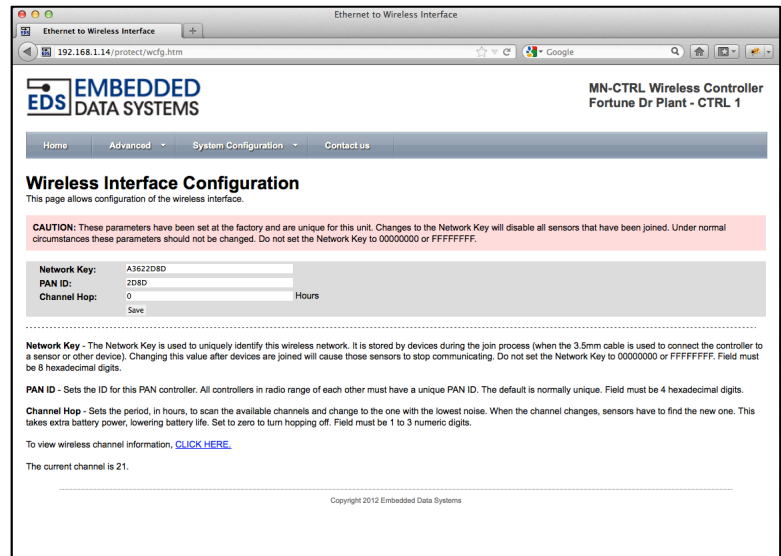 Ethernet to Wireless Interface
Ethernet to Wireless Interface +
192.168.1.14/protect/wcfg.htm Google
EDS EMBEDDED DATA SYSTEMS
MN-CTRL Wireless Controller
Fortune Dr Plant - CTRL 1
Home Advanced System Configuration Contact us
Wireless Interface Configuration
This page allows configuration of the wireless interface.
CAUTION: These parameters have been set at the factory and are unique for this unit. Changes to the Network Key will disable all sensors that have been joined. Under normal
circumstances these parameters should not be changed. Do not set the Network Key to 00000000 or FFFFFFFF.
Network Key: A3622D8D
PAN ID: 2D8D
Channel Hop: 0 Hours
Save
Network Key - The Network Key is used to uniquely identify this wireless network. It is stored by devices during the join process (when the 3.5mm cable is used to connect the controller to
a sensor or other device). Changing this value after devices are joined will cause those sensors to stop communicating. Do not set the Network Key to 00000000 or FFFFFFFF. Field must
be 8 hexadecimal digits.
PAN ID - Sets the ID for this PAN controller. All controllers in radio range of each other must have a unique PAN ID. The default is normally unique. Field must be 4 hexadecimal digits.
Channel Hop - Sets the period, in hours, to scan the available channels and change to the one with the lowest noise. When the channel changes, sensors have to find the new one. This
takes extra battery power, lowering battery life. Set to zero to turn hopping off. Field must be 1 to 3 numeric digits.
To view wireless channel information, CLICK HERE.
The current channel is 21.
Copyright 2012 Embedded Data Systems